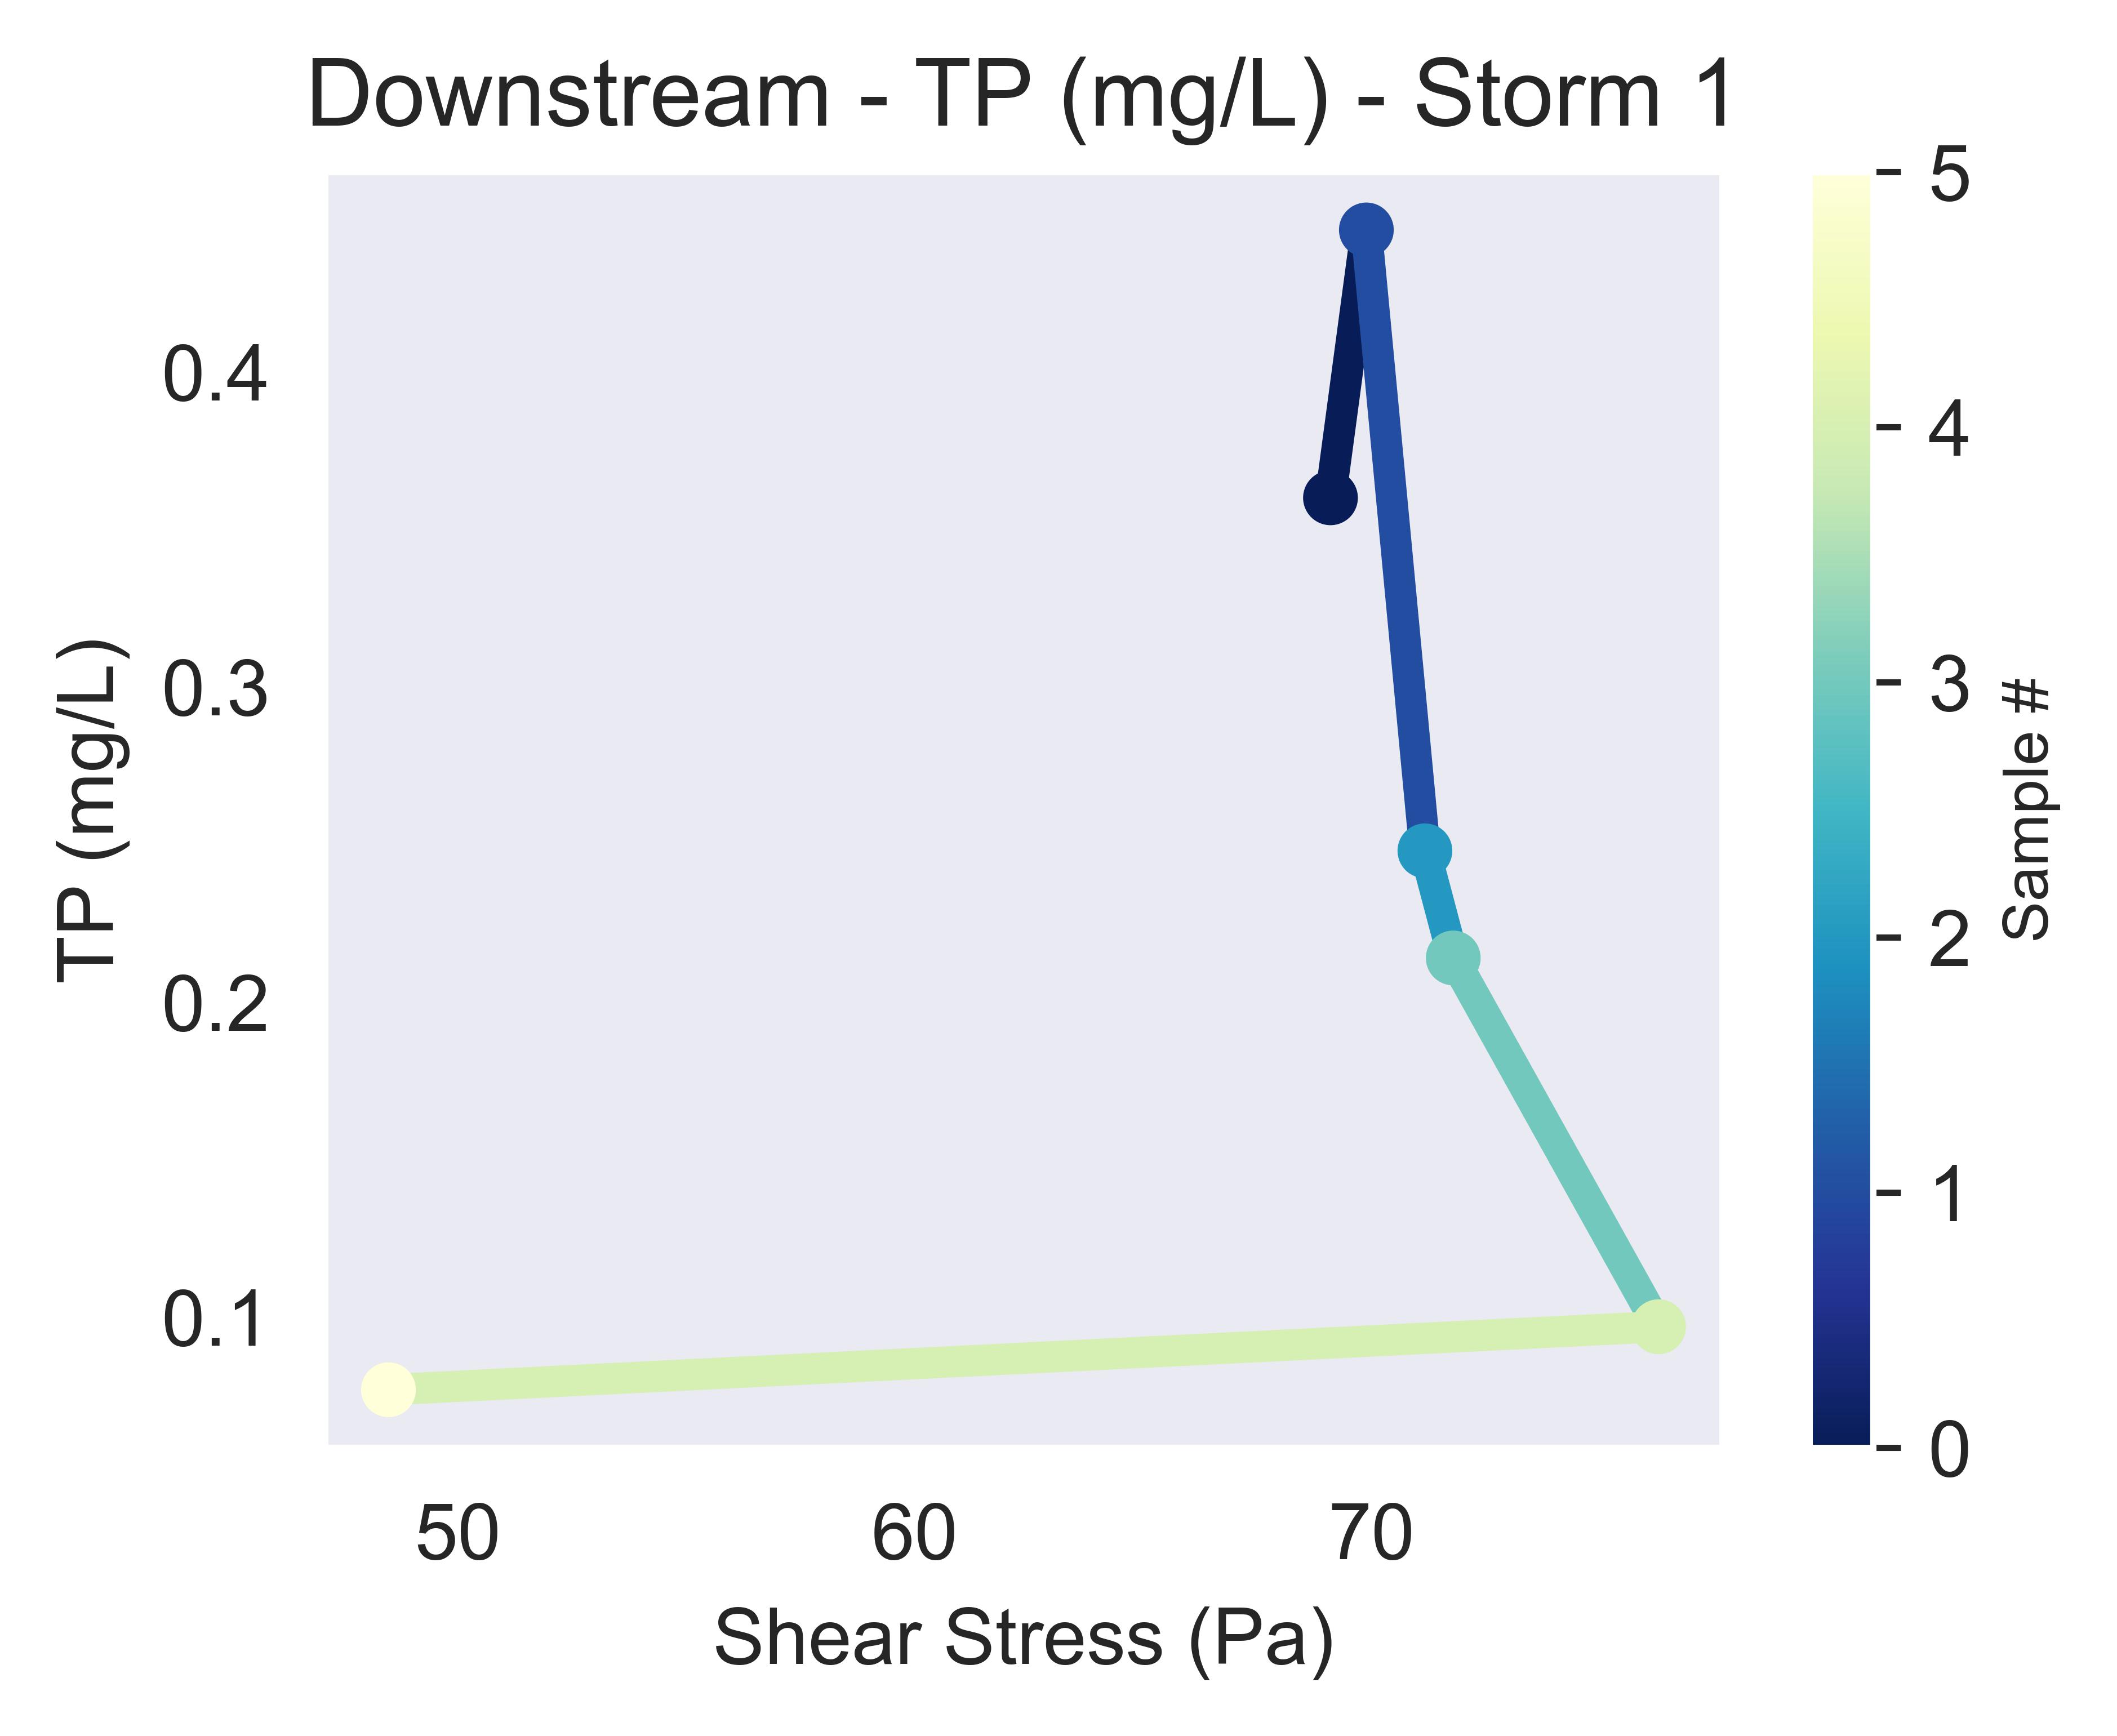 Downstream - TP (mg/L) - Storm 1
TP (mg/L)
0.4
0.3
0.2
0.1
50 60 70
Shear Stress (Pa)
5
4
3
2
1
0
Sample #